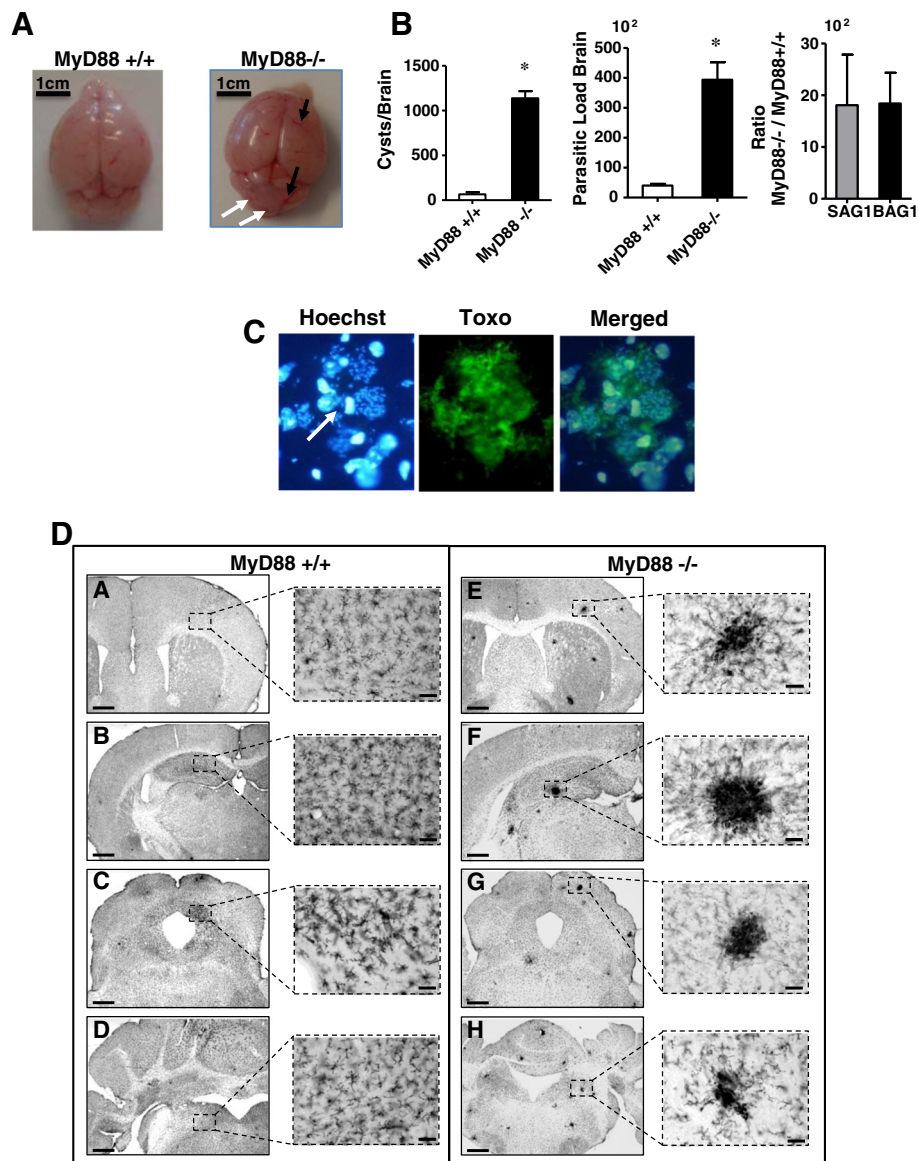 A
MyD88 +/+
MyD88-/-
1cm
1cm
B
Cysts/Brain
1500
1000
500
0
*
MyD88 +/+
MyD88 -/-
Parasitic Load Brain
10²
500
400
300
200
100
0
*
MyD88 +/+
MyD88-/-
Ratio
MyD88-/- / MyD88+/+
10²
30
20
10
0
SAG1 BAG1
C
Hoechst
Toxo
Merged
D
MyD88 +/+
MyD88 -/-
A
E
B
F
C
G
D
H